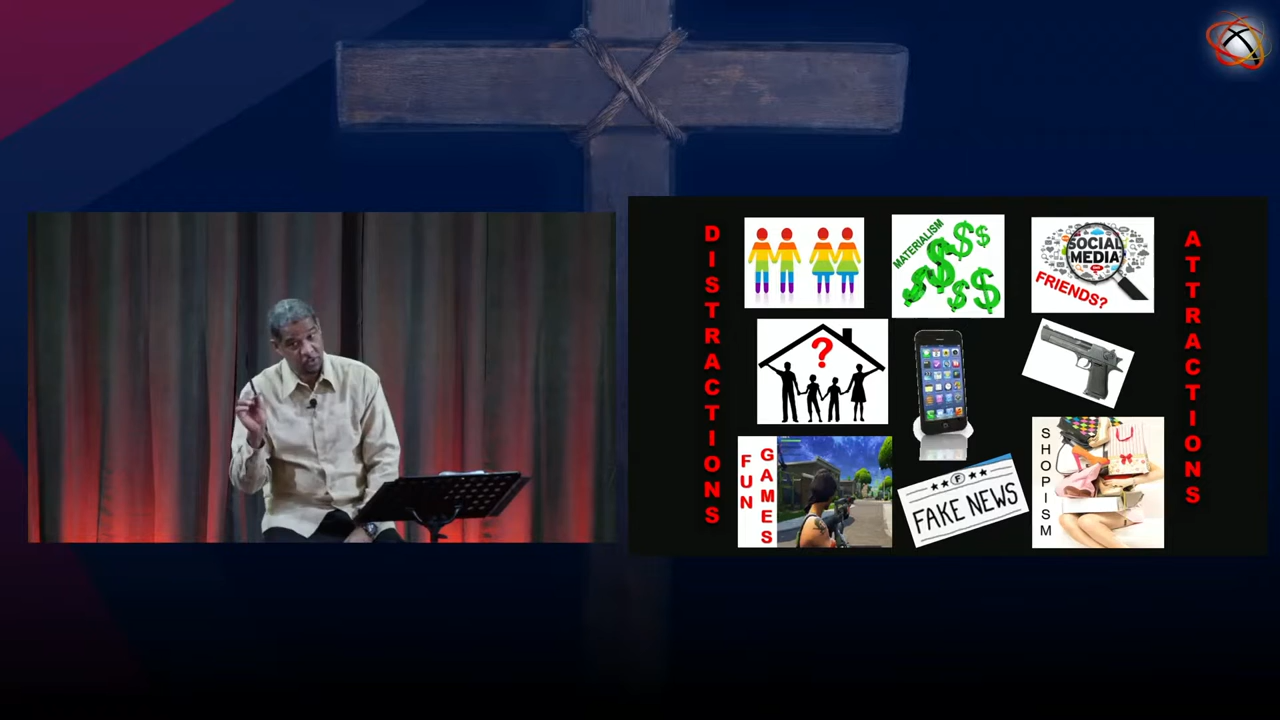 DISTRACTIONS
MATERIALISM
SOCIAL
MEDIA
FRIENDS?
ATTRACTIONS
?
FUN
GAMES
F
FAKE NEWS
SHOPISM